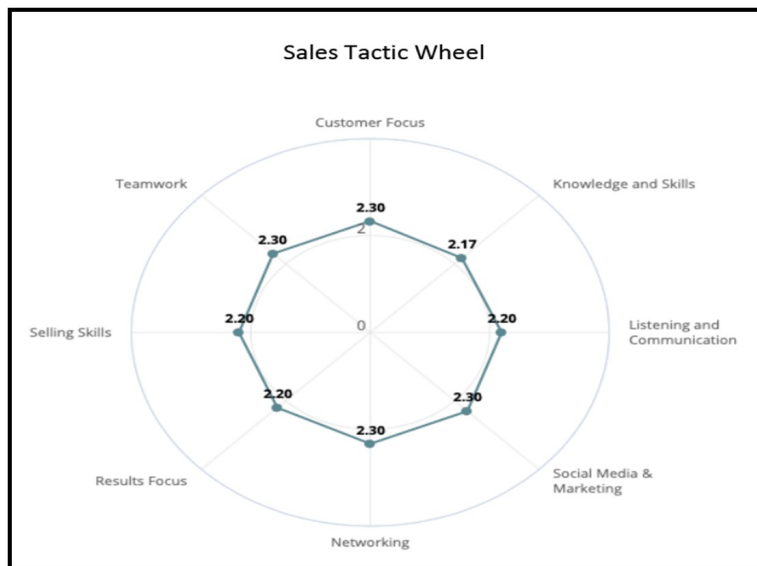 Sales Tactic Wheel
Customer Focus
Teamwork
Knowledge and Skills
2.30
2
2.30
2.17
Selling Skills
2.20
0
2.20
Listening and
Communication
2.20
2.30
2.30
Results Focus
Social Media &
Marketing
Networking